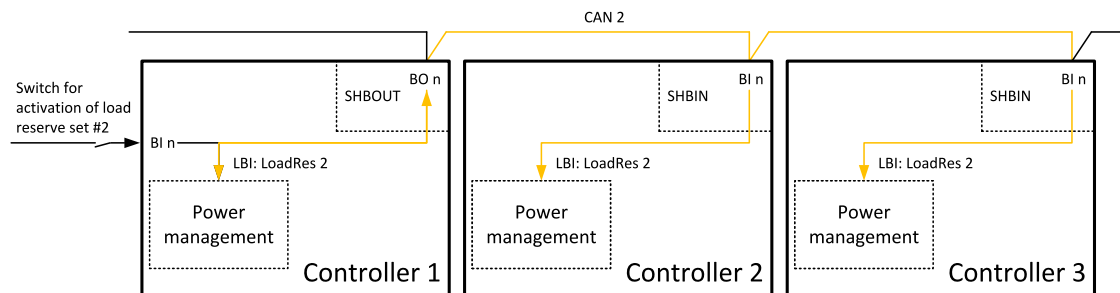 CAN 2
Switch for
activation of load
reserve set #2
BI n
SHBOUT
BO n
LBI: LoadRes 2
Power
management
Controller 1
SHBIN
BI n
LBI: LoadRes 2
Power
management
Controller 2
SHBIN
BI n
LBI: LoadRes 2
Power
management
Controller 3